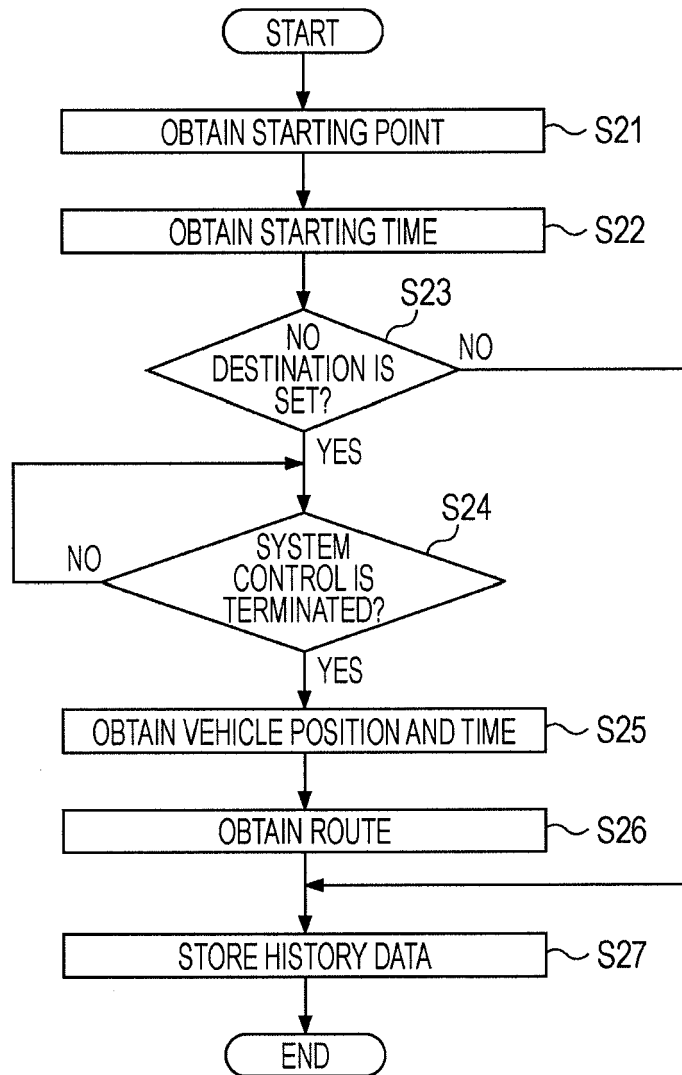 START
OBTAIN STARTING POINT
S21
OBTAIN STARTING TIME
S22
S23
NO
DESTINATION IS
SET?
NO
YES
S24
SYSTEM
CONTROL IS
TERMINATED?
NO
YES
OBTAIN VEHICLE POSITION AND TIME
S25
OBTAIN ROUTE
S26
STORE HISTORY DATA
S27
END